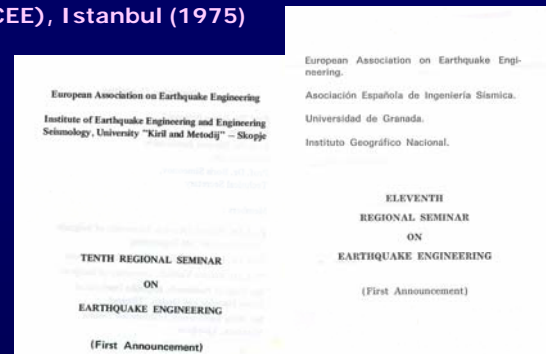 CEE), Istanbul (1975)
European Association on Earthquake Engineering
Institute of Earthquake Engineering and Engineering
Seismology, University "Kiril and Metodij" – Skopje
TENTH REGIONAL SEMINAR
ON
EARTHQUAKE ENGINEERING
(First Announcement)
European Association on Earthquake Engi-
neering.
Asociación Española de Ingeniería Sísmica.
Universidad de Granada.
Instituto Geográfico Nacional.
ELEVENTH
REGIONAL SEMINAR
ON
EARTHQUAKE ENGINEERING
(First Announcement)